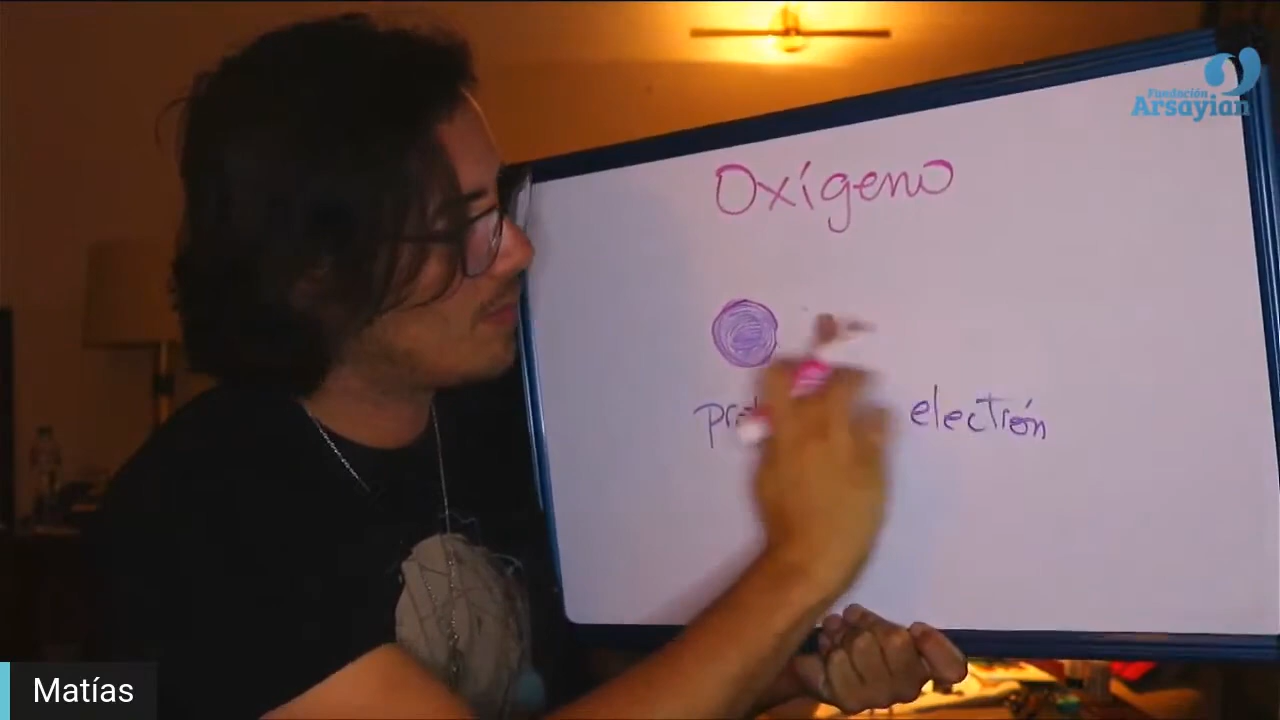 Fundación
Arsayian
Oxígeno
electrón
Matías